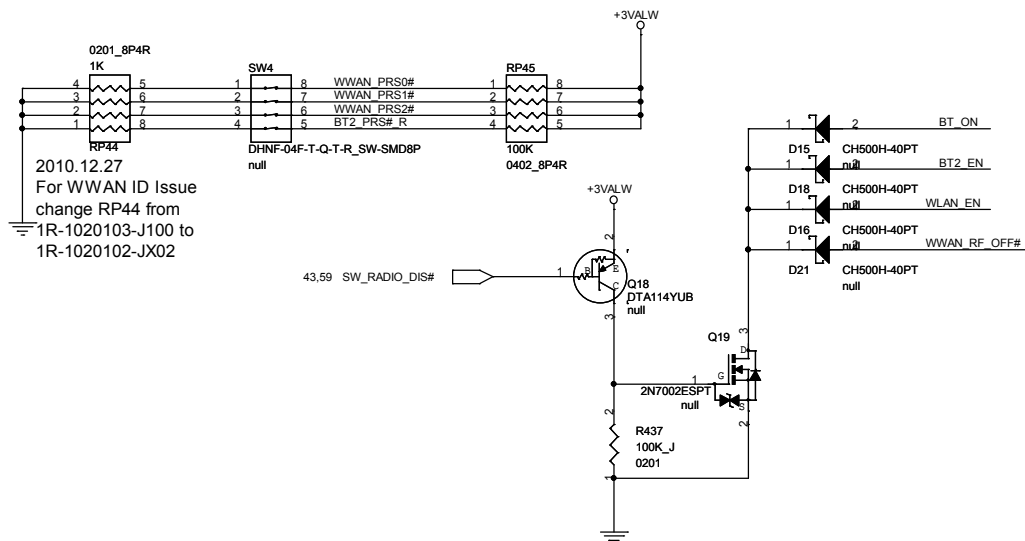 +3VALW
0201_8P4R
1K
SW4
RP45
4 5 1 8 WWAN_PRS0# 1 8
3 6 2 7 WWAN_PRS1# 2 7
2 7 3 6 WWAN_PRS2# 3 6
1 8 4 5 BT2_PRS#_R 4 5
RP44
DHNF-04F-T-Q-T-R_SW-SMD8P
null
100K
0402_8P4R
2010.12.27
For WWAN ID Issue
change RP44 from
1R-1020103-J100 to
1R-1020102-JX02
1 2 BT_ON
D15 CH500H-40PT
null
1 2 BT2_EN
D18 CH500H-40PT
null
1 2 WLAN_EN
D16 CH500H-40PT
null
1 2 WWAN_RF_OFF#
D21 CH500H-40PT
null
+3VALW
2
43,59 SW_RADIO_DIS# 1
B
E
C
Q18
DTA114YUB
null
3
Q19
3
D
1 G
S
2N7002ESPT
null
2
2
R437
100K_J
0201
1